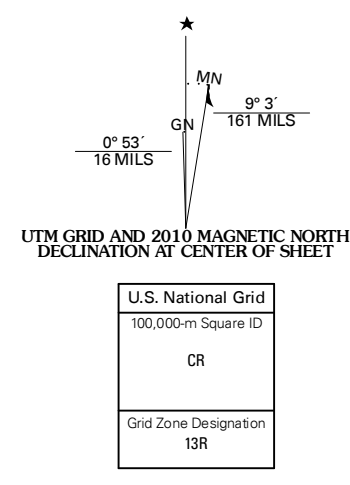 MN
9° 3´
161 MILS
GN
0° 53´
16 MILS
UTM GRID AND 2010 MAGNETIC NORTH
DECLINATION AT CENTER OF SHEET
U.S. National Grid
100,000-m Square ID
CR
Grid Zone Designation
13R